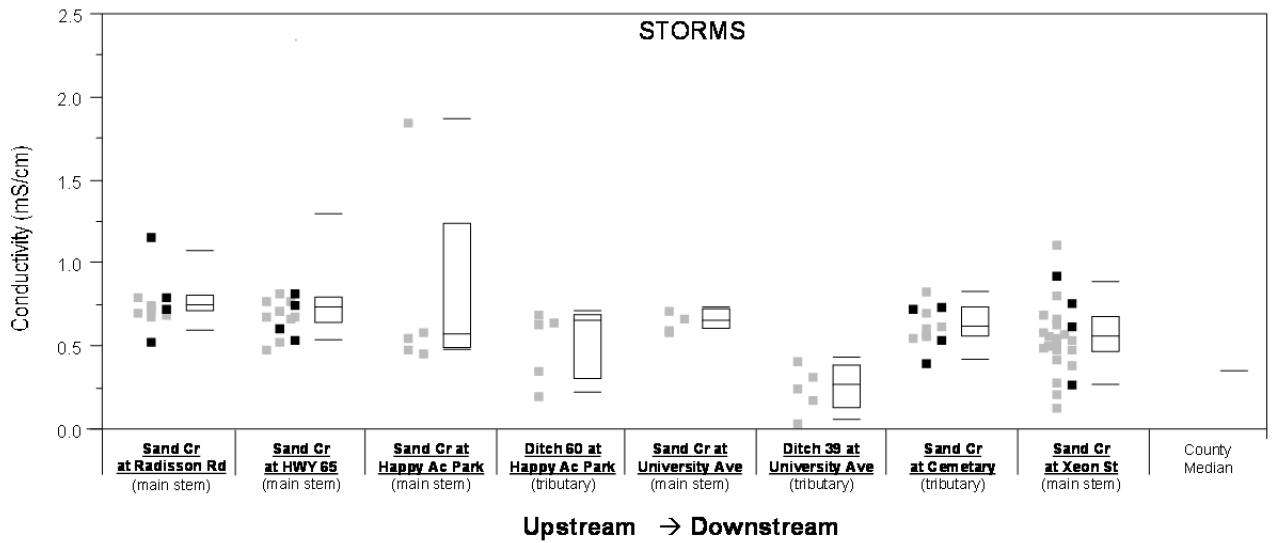 STORMS
2.5
2.0
1.5
1.0
0.5
0.0
Conductivity (mS/cm)
Sand Cr
at Radisson Rd
(main stem)
Sand Cr
at HWY 65
(main stem)
Sand Cr at
Happy Ac Park
(main stem)
Ditch 60 at
Happy Ac Park
(tributary)
Sand Cr at
University Ave
(main stem)
Ditch 39 at
University Ave
(tributary)
Sand Cr
at Cemetary
(tributary)
Sand Cr
at Xeon St
(main stem)
County
Median
Upstream → Downstream